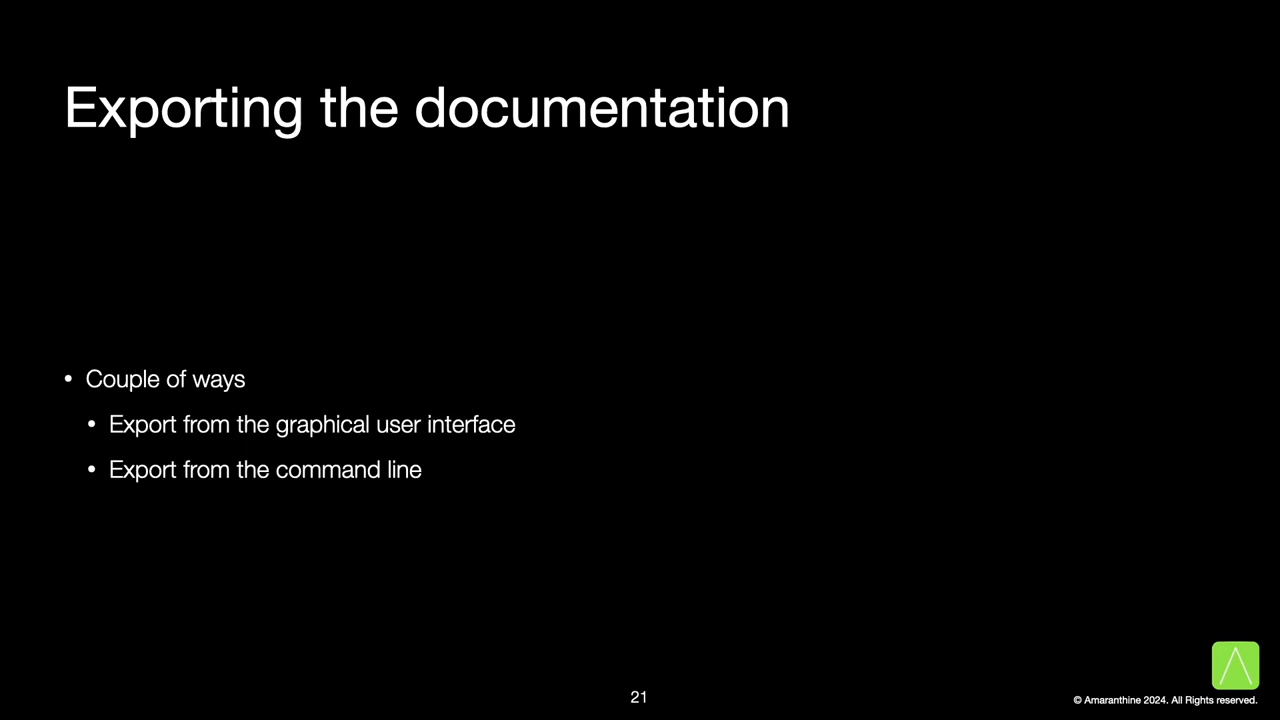 Exporting the documentation
• Couple of ways
• Export from the graphical user interface
• Export from the command line
21
© Amaranthine 2024. All Rights reserved.